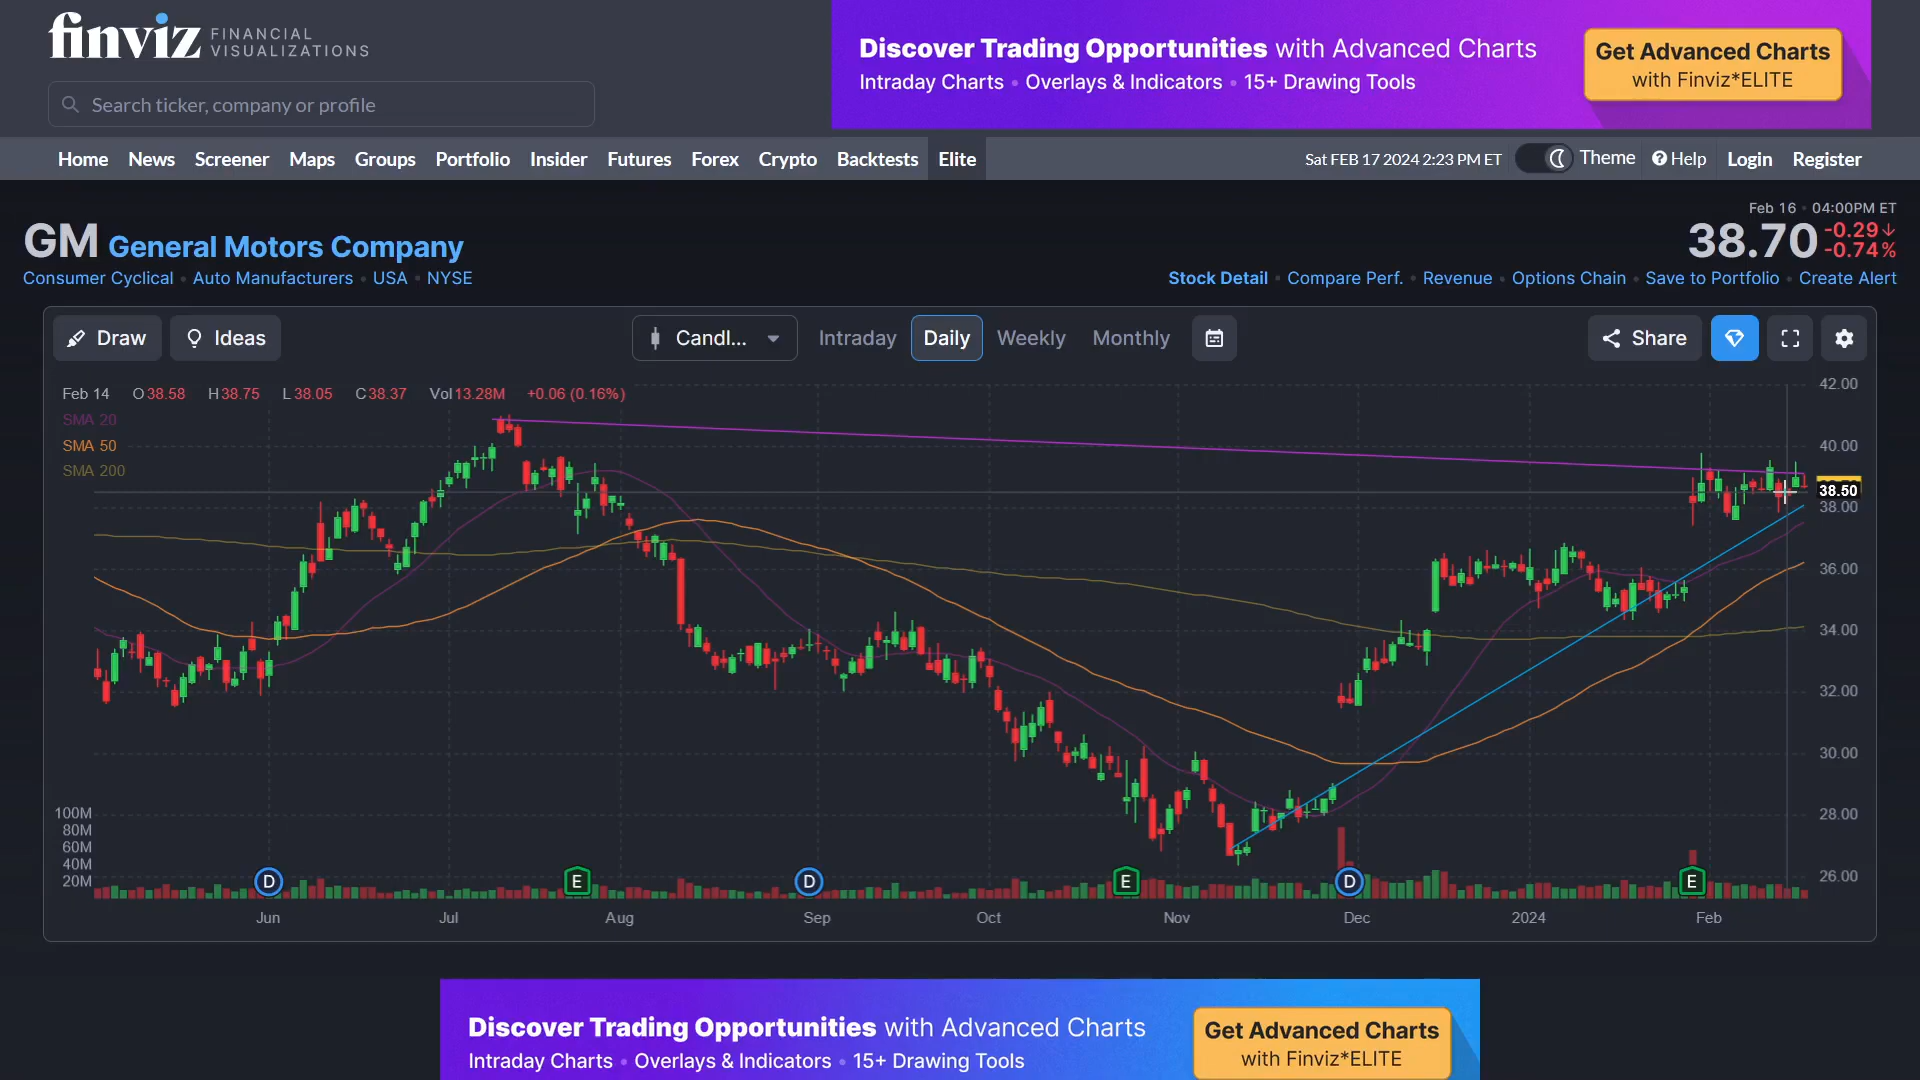 finviz FINANCIAL VISUALIZATIONS
Discover Trading Opportunities with Advanced Charts
Intraday Charts • Overlays & Indicators • 15+ Drawing Tools
Get Advanced Charts
with Finviz*ELITE
Search ticker, company or profile
Home News Screener Maps Groups Portfolio Insider Futures Forex Crypto Backtests Elite
Sat FEB 17 2024 2:23 PM ET Theme Help Login Register
Feb 16 • 04:00PM ET
GM General Motors Company
38.70 -0.29↓
-0.74%
Consumer Cyclical • Auto Manufacturers • USA • NYSE
Stock Detail • Compare Perf. • Revenue • Options Chain • Save to Portfolio • Create Alert
Draw Ideas Candl... Intraday Daily Weekly Monthly Share
Feb 14 O38.58 H38.75 L38.05 C38.37 Vol13.28M +0.06 (0.16%)
SMA 20
SMA 50
SMA 200
42.00
40.00
38.50
38.00
36.00
34.00
32.00
30.00
28.00
26.00
100M
80M
60M
40M
20M
D E D E D E
Jun Jul Aug Sep Oct Nov Dec 2024 Feb
Discover Trading Opportunities with Advanced Charts
Intraday Charts • Overlays & Indicators • 15+ Drawing Tools
Get Advanced Charts
with Finviz*ELITE